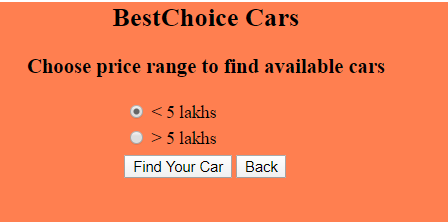 BestChoice Cars
Choose price range to find available cars
< 5 lakhs
> 5 lakhs
Find Your Car Back